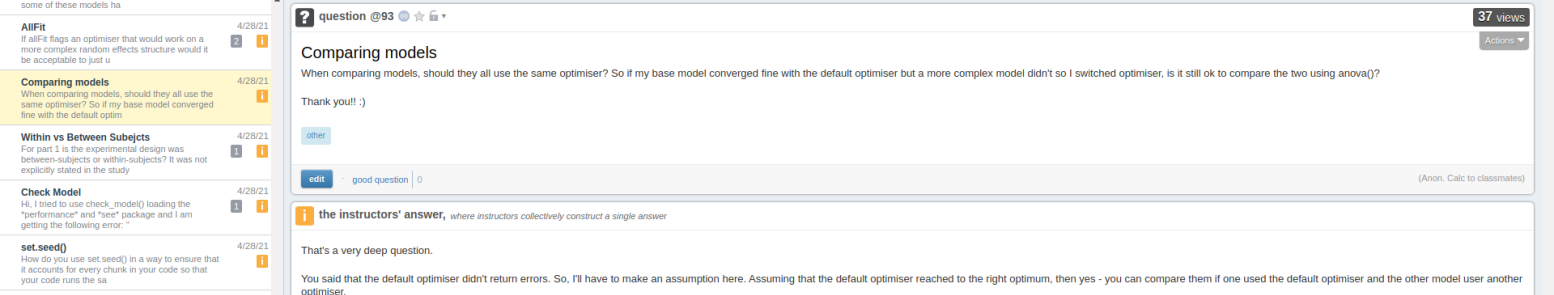 some of these models ha
AllFit
4/28/21
If allFit flags an optimiser that would work on a
more complex random effects structure would it
be acceptable to just u
2
i
Comparing models
4/28/21
When comparing models, should they all use the
same optimiser? So if my base model converged
fine with the default optim
i
Within vs Between Subejcts
4/28/21
For part 1 is the experimental design was
between-subjects or within-subjects? It was not
explicitly stated in the study
1
i
Check Model
4/28/21
Hi, I tried to use check_model() loading the
*performance* and *see* package and I am
getting the following error: "
1
i
set.seed()
4/28/21
How do you use set.seed() in a way to ensure that
it accounts for every chunk in your code so that
your code runs the sa
i
? question @93
37 views
Actions
Comparing models
When comparing models, should they all use the same optimiser? So if my base model converged fine with the default optimiser but a more complex model didn't so I switched optimiser, is it still ok to compare the two using anova()?
Thank you!! :)
other
edit · good question 0
(Anon. Calc to classmates)
i the instructors' answer, where instructors collectively construct a single answer
That's a very deep question.
You said that the default optimiser didn't return errors. So, I'll have to make an assumption here. Assuming that the default optimiser reached to the right optimum, then yes - you can compare them if one used the default optimiser and the other model user another
optimiser.